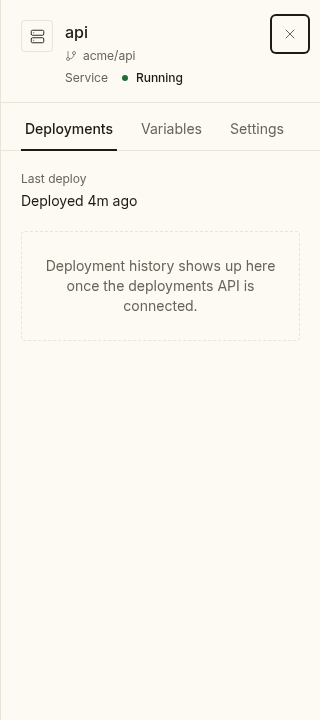 api
acme/api
Service Running
Deployments Variables Settings
Last deploy
Deployed 4m ago
Deployment history shows up here
once the deployments API is
connected.